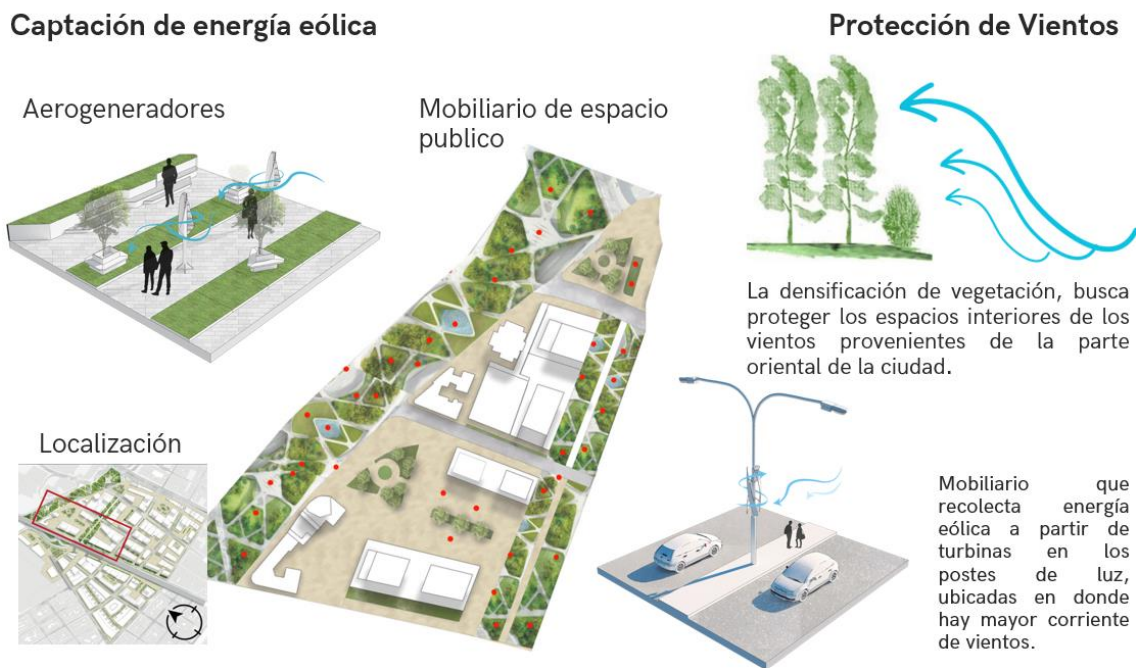 Captación de energía eólica
Protección de Vientos
Aerogeneradores
Mobiliario de espacio
publico
La densificación de vegetación, busca
proteger los espacios interiores de los
vientos provenientes de la parte
oriental de la ciudad.
Localización
Mobiliario que
recolecta energía
eólica a partir de
turbinas en los
postes de luz,
ubicadas en donde
hay mayor corriente
de vientos.